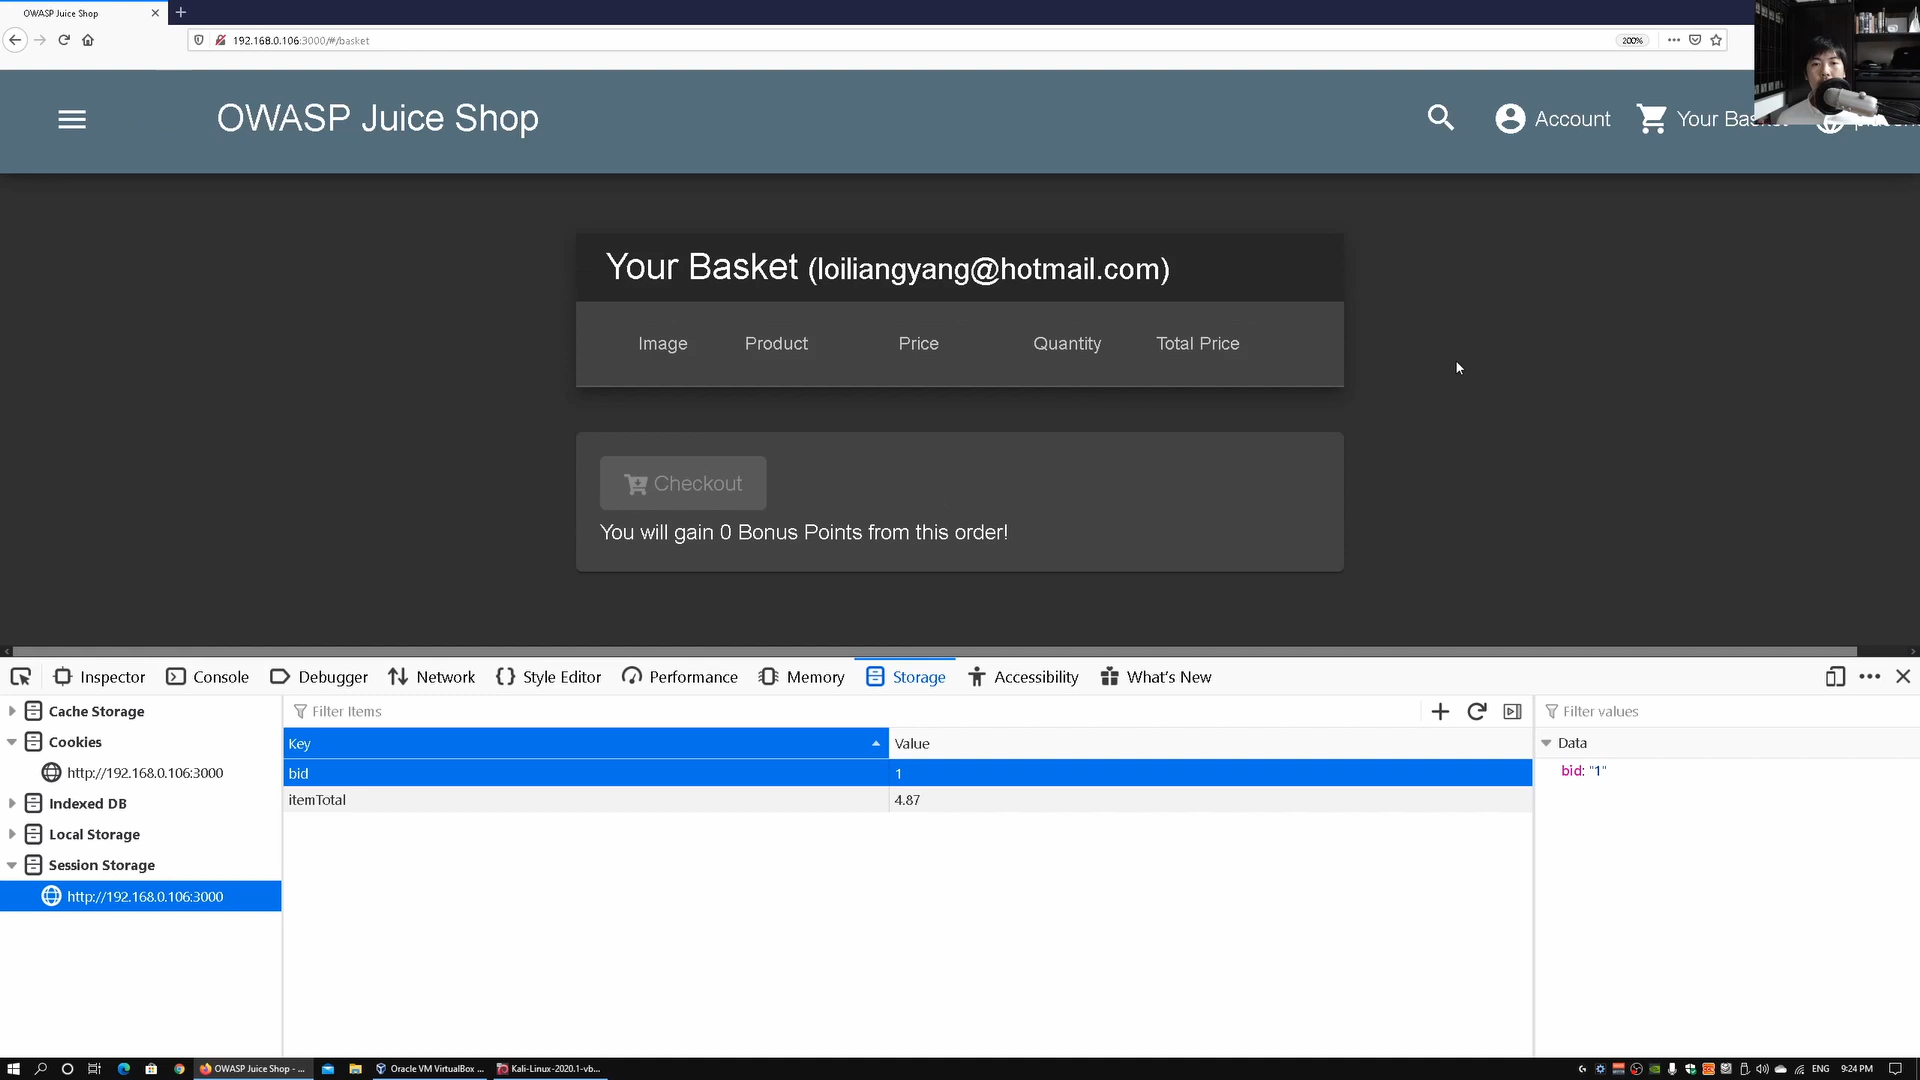 OWASP Juice Shop
192.168.0.106:3000/#/basket
200%
OWASP Juice Shop
Account
Your
Your Basket (loiliangyang@hotmail.com)
Image Product Price Quantity Total Price
Checkout
You will gain 0 Bonus Points from this order!
Inspector Console Debugger Network Style Editor Performance Memory Storage Accessibility What's New
Cache Storage
Cookies
http://192.168.0.106:3000
Indexed DB
Local Storage
Session Storage
http://192.168.0.106:3000
Filter Items
Key Value
bid 1
itemTotal 4.87
Filter values
Data
bid: "1"
OWASP Juice Shop - ...
Oracle VM VirtualBox ...
Kali-Linux-2020.1-vb...
ENG
9:24 PM